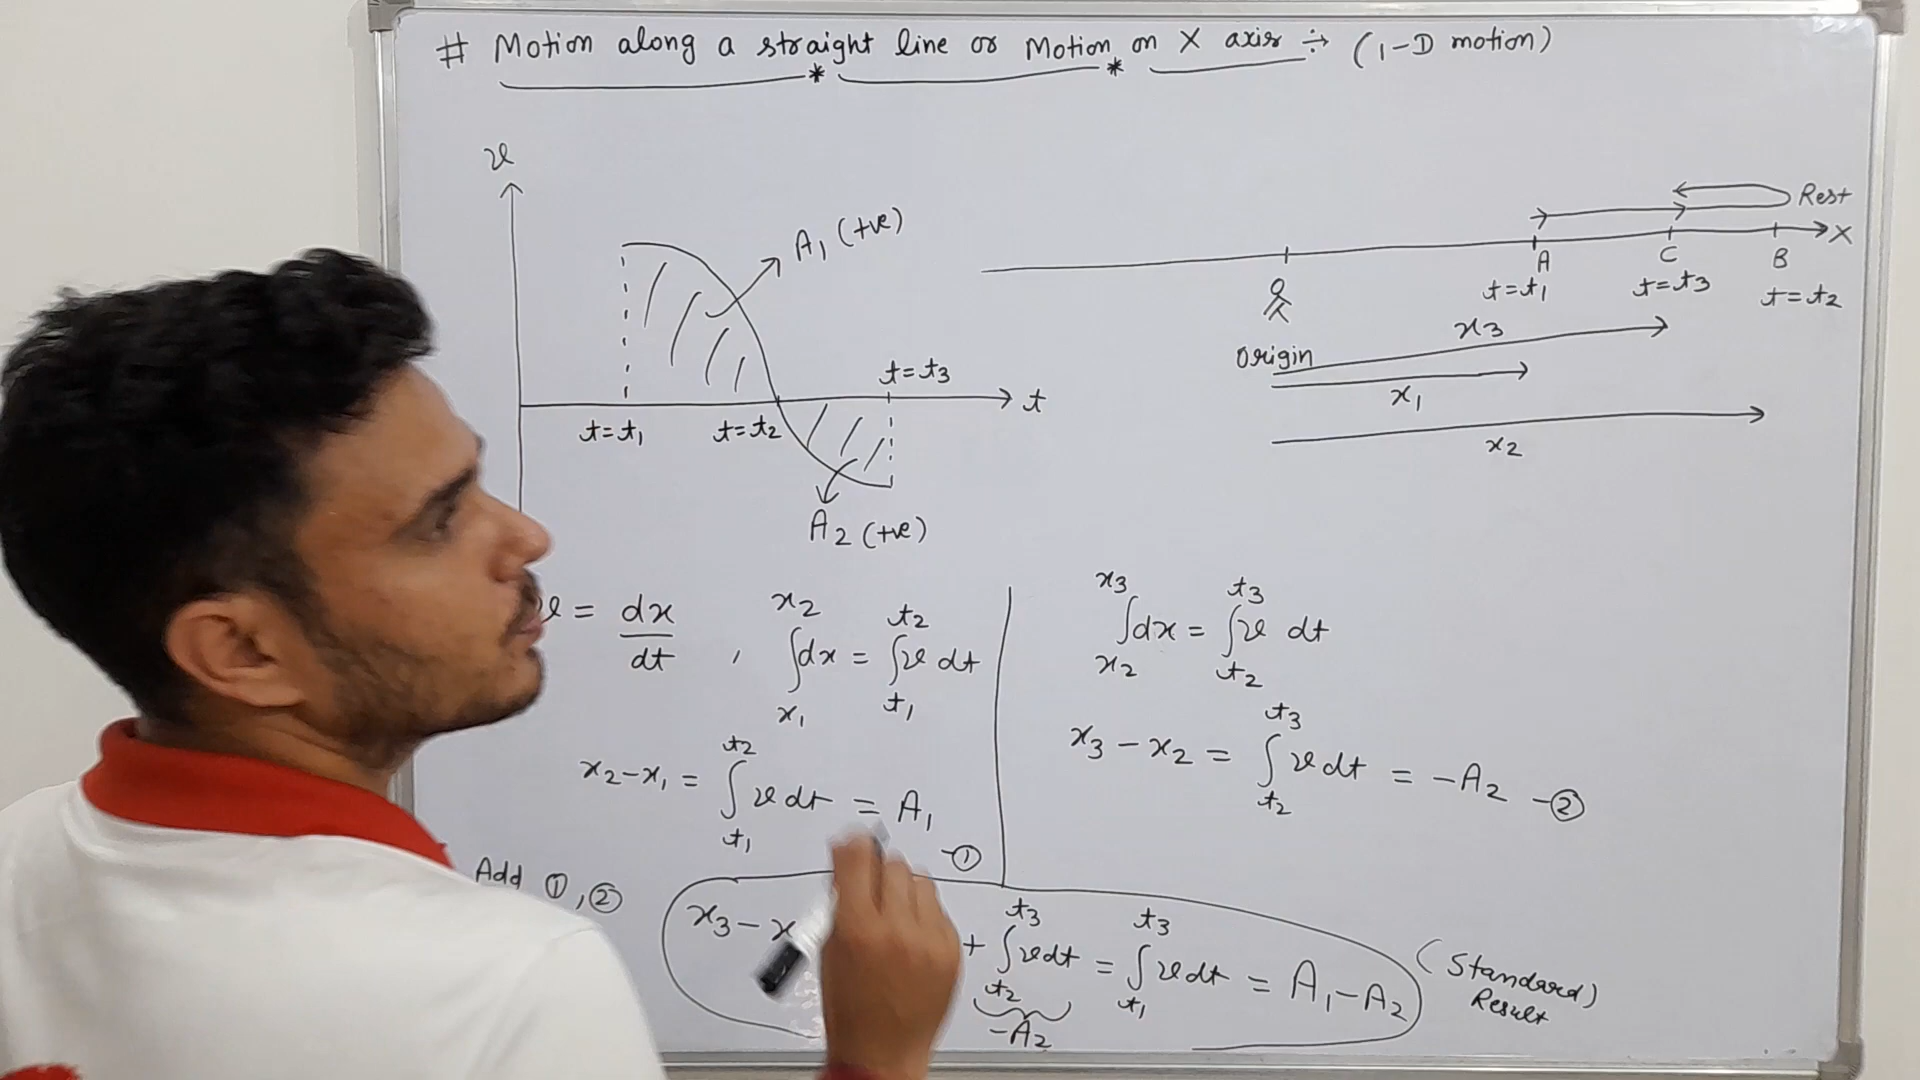 # Motion along a straight line or Motion on X axis ÷ (1-D motion)
v
A1 (+ve)
t=t1
t=t2
t=t3
t
A2 (+ve)
Rest
X
A
C
B
t=t1
t=t3
t=t2
Origin
x3
x1
x2
v = dx/dt , ∫_{x1}^{x2} dx = ∫_{t1}^{t2} v dt
x2-x1 = ∫_{t1}^{t2} v dt = A1 -①
∫_{x2}^{x3} dx = ∫_{t2}^{t3} v dt
x3-x2 = ∫_{t2}^{t3} v dt = -A2 -②
Add ①,②
x3-x + ∫_{t2}^{t3} v dt = ∫_{t1}^{t3} v dt = A1-A2
-A2
(Standard)
Result